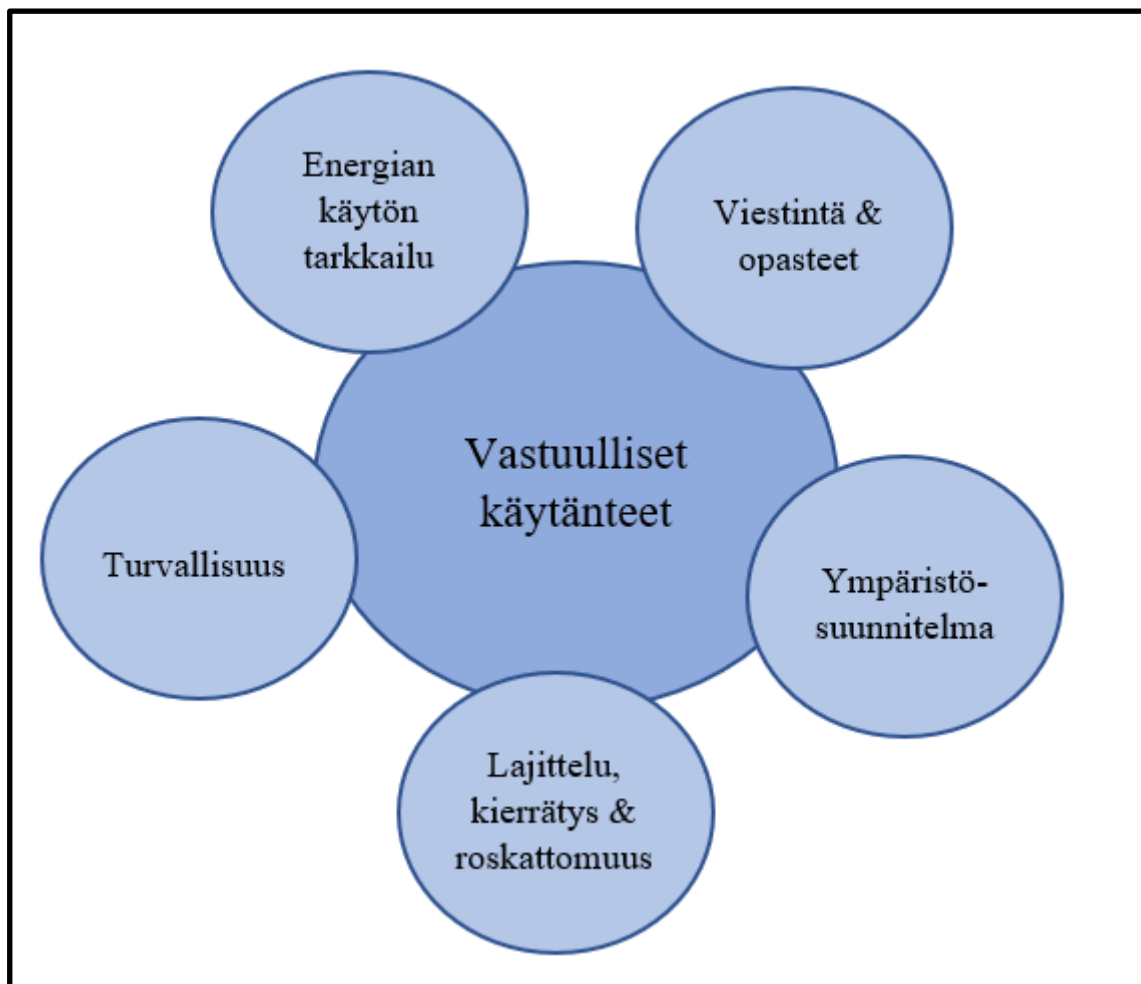 Energian
käytön
tarkkailu
Viestintä &
opasteet
Vastuulliset
käytänteet
Turvallisuus
Ympäristö-
suunnitelma
Lajittelu,
kierrätys &
roskattomuus